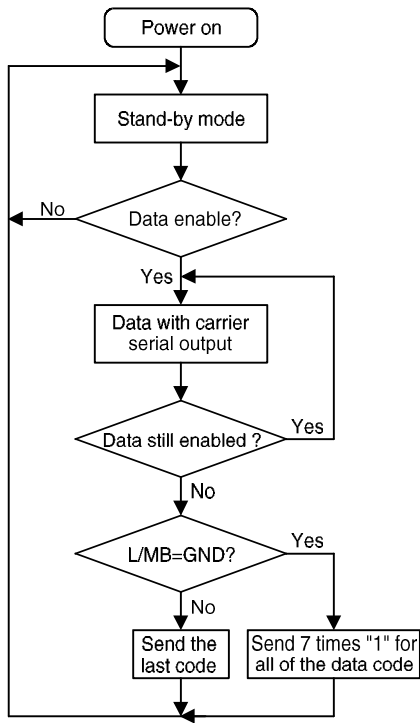 Power on
Stand-by mode
No
Data enable?
Yes
Data with carrier
serial output
Data still enabled ?
Yes
No
L/MB=GND?
Yes
No
Send the
last code
Send 7 times "1" for
all of the data code